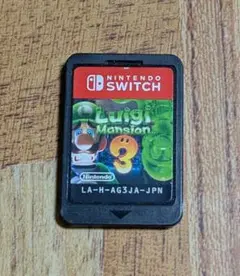 NINTENDO
SWITCH
Luigi
Mansion
3
Nintendo
LA-H-AG3JA-JPN